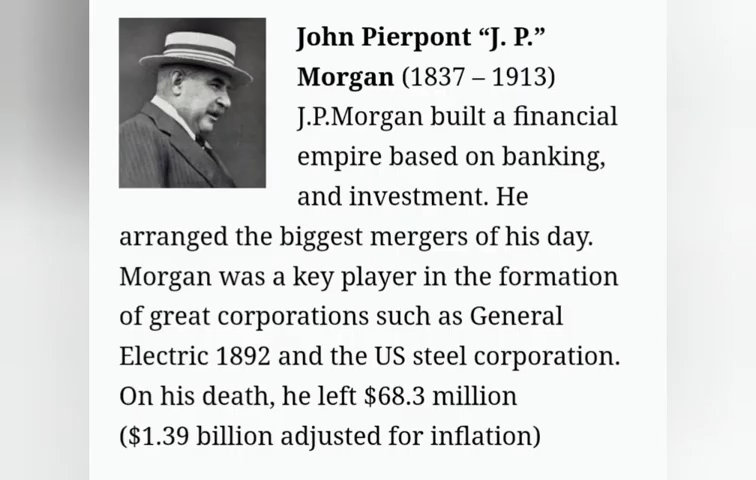 John Pierpont “J. P.”
Morgan (1837 – 1913)
J.P.Morgan built a financial
empire based on banking,
and investment. He
arranged the biggest mergers of his day.
Morgan was a key player in the formation
of great corporations such as General
Electric 1892 and the US steel corporation.
On his death, he left $68.3 million
($1.39 billion adjusted for inflation)